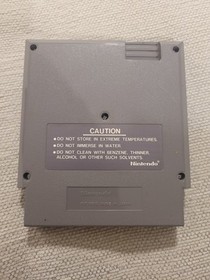 CAUTION
•DO NOT STORE IN EXTREME TEMPERATURES.
•DO NOT IMMERSE IN WATER.
•DO NOT CLEAN WITH BENZENE, THINNER,
ALCOHOL OR OTHER SUCH SOLVENTS.
Nintendo